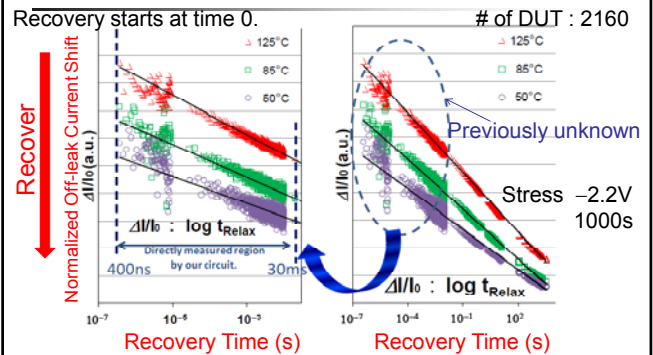 Recovery starts at time 0.
# of DUT : 2160
Recover
Normalized Off-leak Current Shift
ΔI/I₀ (a.u.)
125°C
85°C
50°C
ΔI/I₀ : log tRelax
Directly measured region
by our circuit.
400ns
30ms
10⁻⁷
10⁻⁵
10⁻³
Recovery Time (s)
ΔI/I₀ (a.u.)
125°C
85°C
50°C
Previously unknown
Stress −2.2V
1000s
ΔI/I₀ : log tRelax
10⁻⁷
10⁻⁴
10⁻¹
10²
Recovery Time (s)